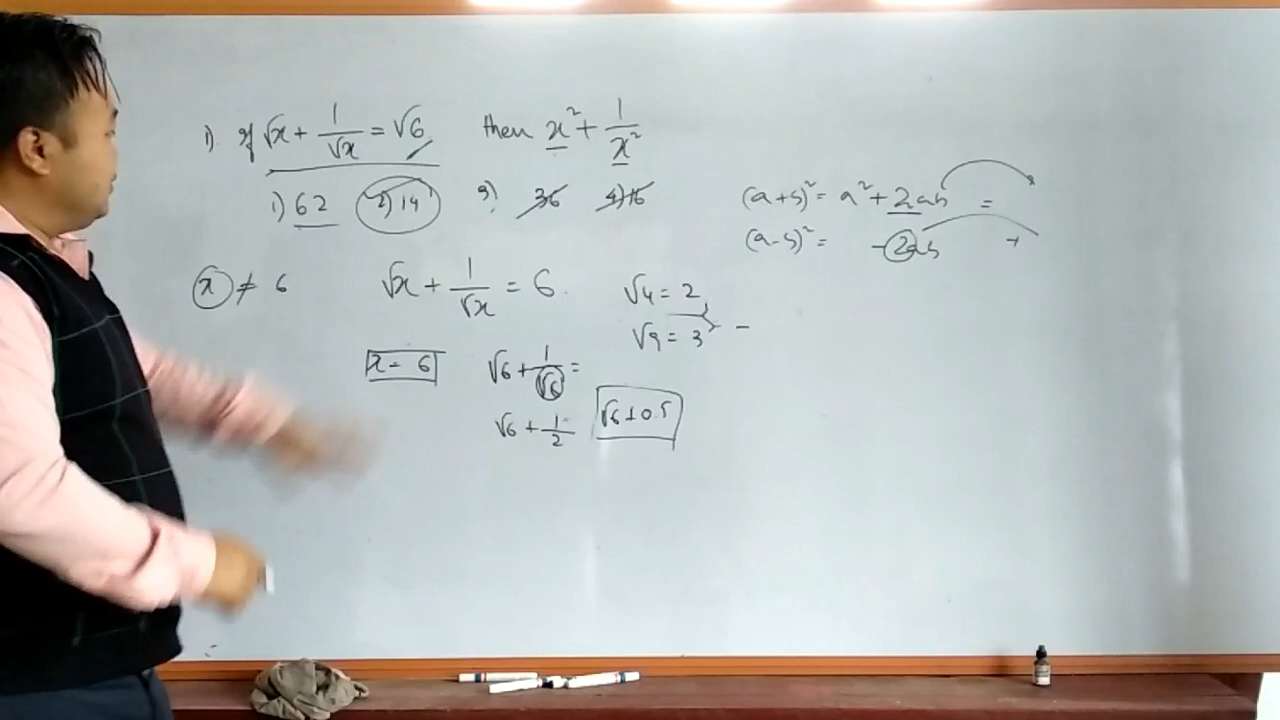 1). If √x + 1/√x = √6 then x² + 1/x²
1) 62 2) 14 3) 36 4) 16
(a+b)² = a² + 2ab =
(a-b)² = -2ab +
x ≠ 6 √x + 1/√x = 6
√4 = 2
√9 = 3 -
x = 6 √6 + 1/√6 =
√6 + 1/2 √6 + 0.5